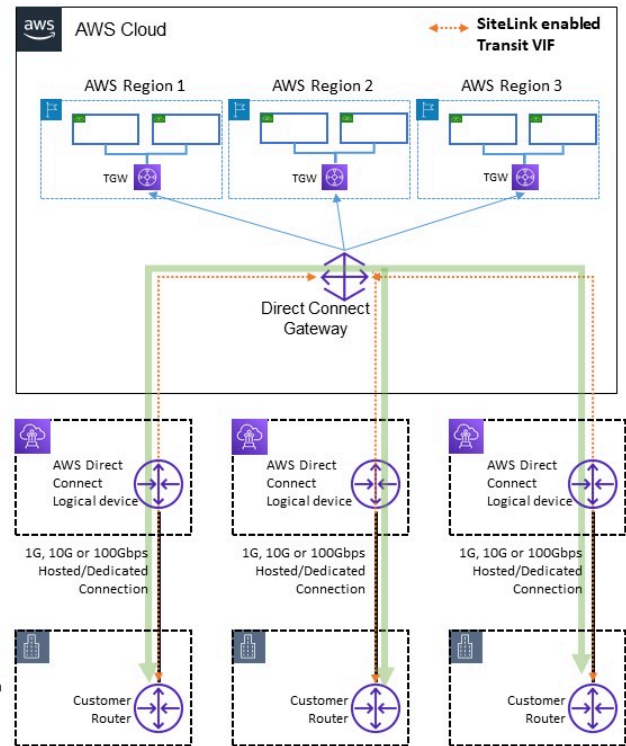 aws
AWS Cloud
SiteLink enabled
Transit VIF
AWS Region 1
AWS Region 2
AWS Region 3
TGW
TGW
TGW
Direct Connect
Gateway
AWS Direct
Connect
Logical device
AWS Direct
Connect
Logical device
AWS Direct
Connect
Logical device
1G, 10G or 100Gbps
Hosted/Dedicated
Connection
1G, 10G or 100Gbps
Hosted/Dedicated
Connection
1G, 10G or 100Gbps
Hosted/Dedicated
Connection
Customer
Router
Customer
Router
Customer
Router